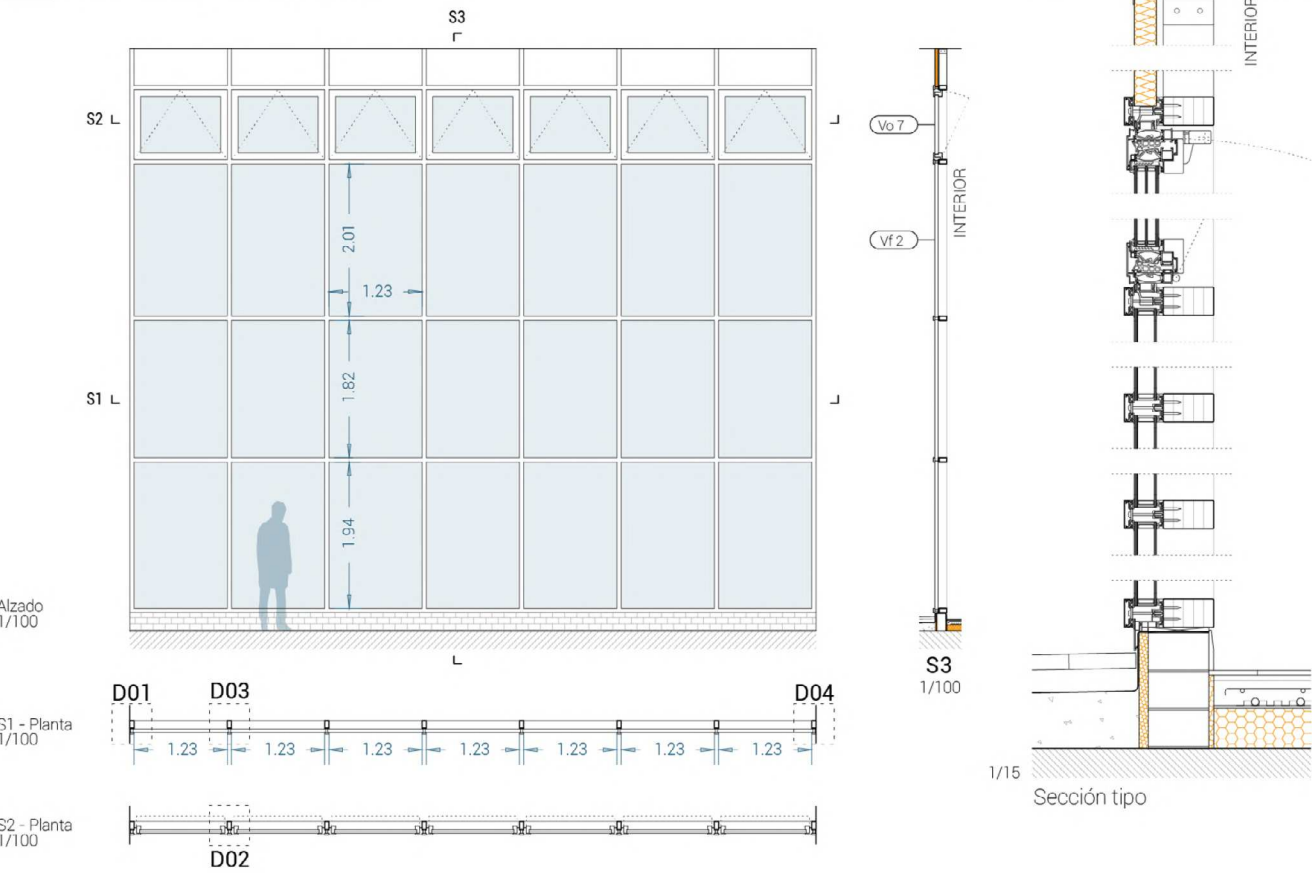 S3
INTERIOR
S2
Vo 7
INTERIOR
2.01
Vf 2
1.23
1.82
S1
1.94
Alzado
1/100
S3
1/100
D01
D03
D04
S1 - Planta
1/100
1.23 1.23 1.23 1.23 1.23 1.23 1.23
1/15
Sección tipo
S2 - Planta
1/100
D02